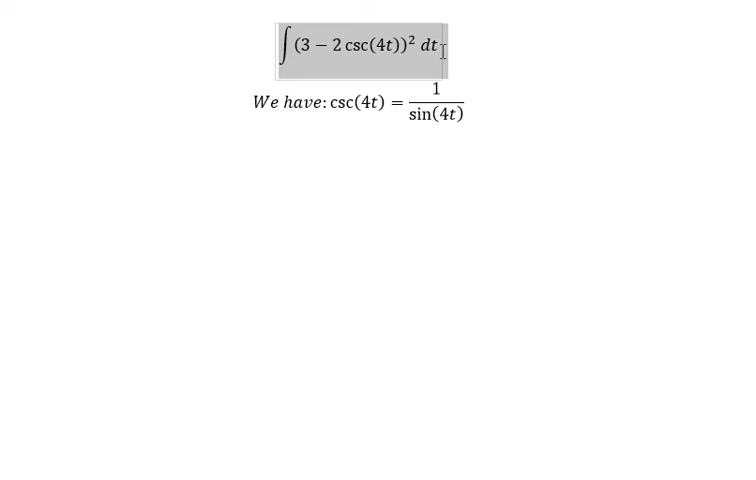 ∫ (3 − 2 csc(4t))² dt
We have: csc(4t) = 1 / sin(4t)